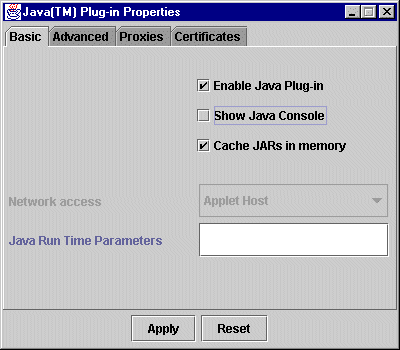 Java(TM) Plug-in Properties
Basic Advanced Proxies Certificates
Enable Java Plug-in
Show Java Console
Cache JARs in memory
Network access Applet Host
Java Run Time Parameters
Apply Reset